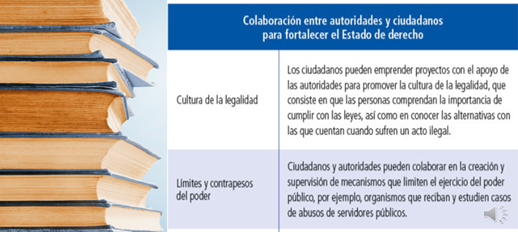 Colaboración entre autoridades y ciudadanos
para fortalecer el Estado de derecho
Cultura de la legalidad
Los ciudadanos pueden emprender proyectos con el apoyo de
las autoridades para promover la cultura de la legalidad, que
consiste en que las personas comprendan la importancia de
cumplir con las leyes, así como en conocer las alternativas con
las que cuentan cuando sufren un acto ilegal.
Límites y contrapesos
del poder
Ciudadanos y autoridades pueden colaborar en la creación y
supervisión de mecanismos que limiten el ejercicio del poder
público, por ejemplo, organismos que reciban y estudien casos
de abusos de servidores públicos.